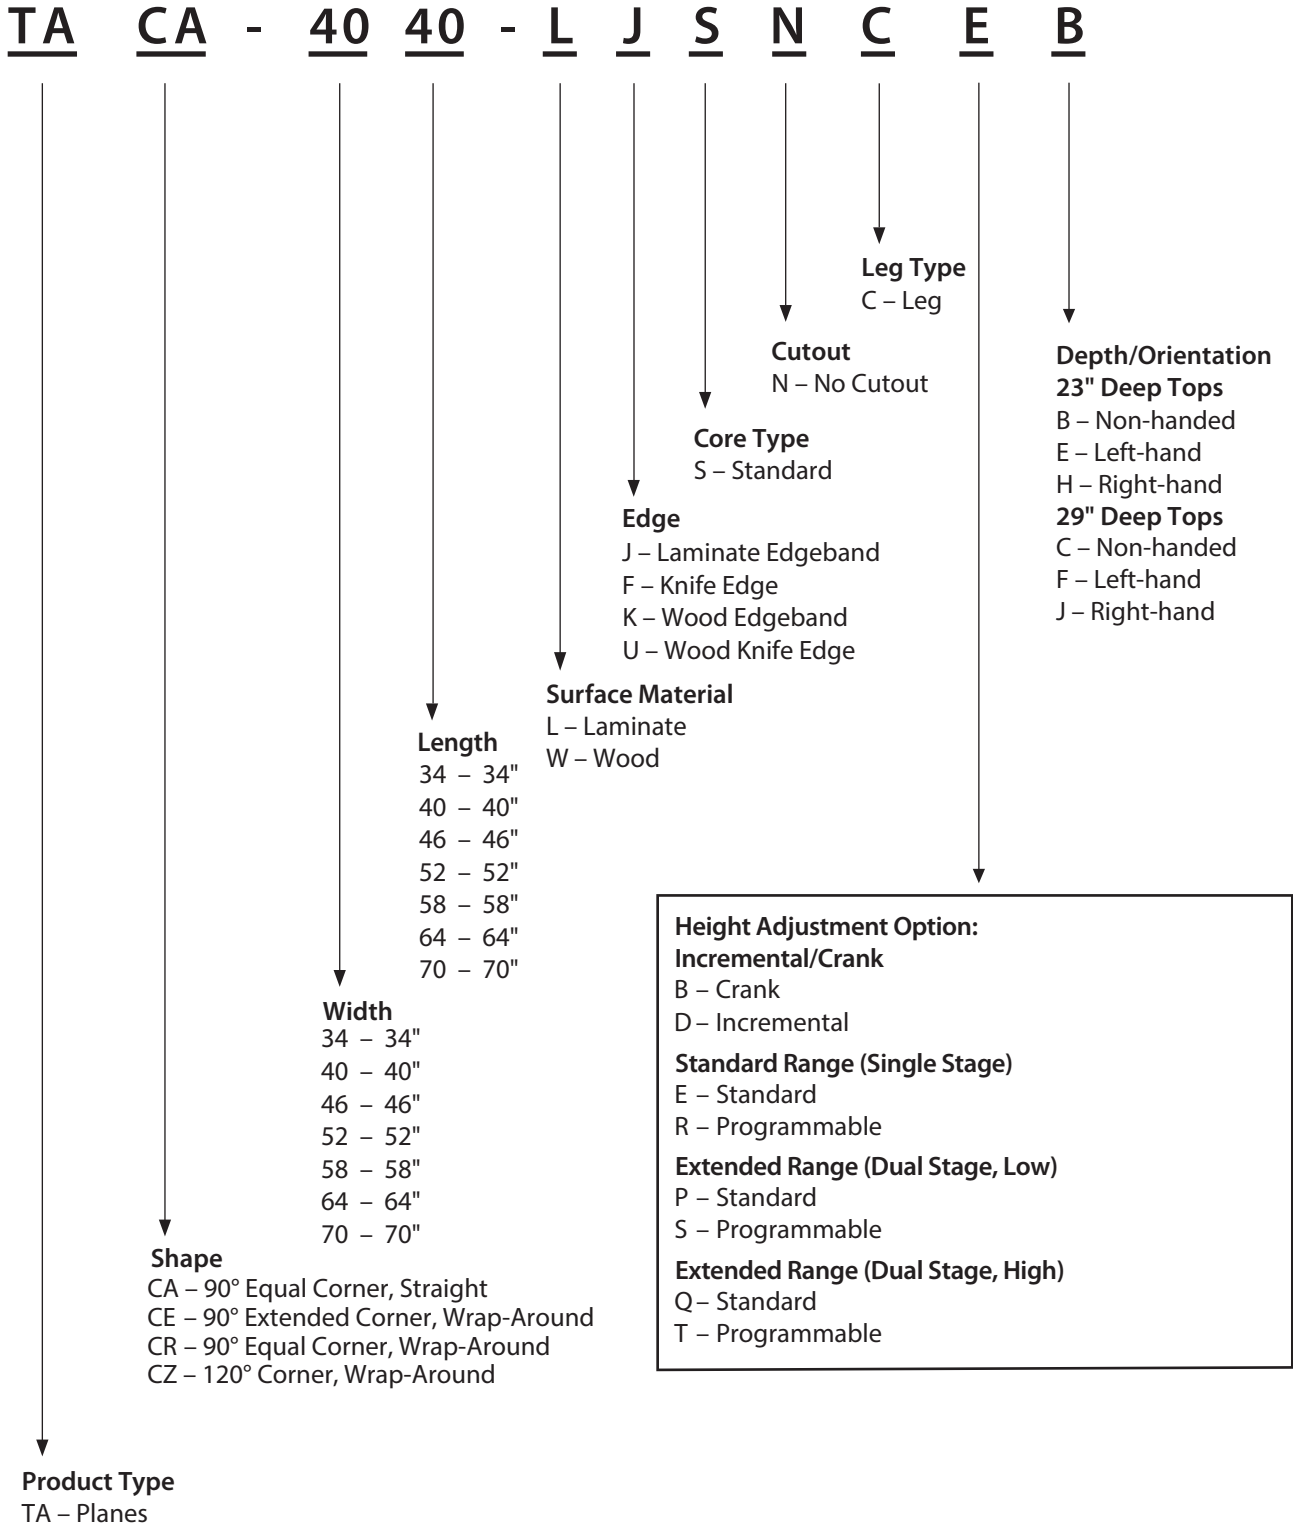 TA CA - 40 40 - L J S N C E B
Leg Type
C – Leg
Cutout
N – No Cutout
Depth/Orientation
23" Deep Tops
B – Non-handed
E – Left-hand
H – Right-hand
29" Deep Tops
C – Non-handed
F – Left-hand
J – Right-hand
Core Type
S – Standard
Edge
J – Laminate Edgeband
F – Knife Edge
K – Wood Edgeband
U – Wood Knife Edge
Surface Material
L – Laminate
W – Wood
Length
34 – 34"
40 – 40"
46 – 46"
52 – 52"
58 – 58"
64 – 64"
70 – 70"
Height Adjustment Option:
Incremental/Crank
B – Crank
D – Incremental
Standard Range (Single Stage)
E – Standard
R – Programmable
Extended Range (Dual Stage, Low)
P – Standard
S – Programmable
Extended Range (Dual Stage, High)
Q – Standard
T – Programmable
Width
34 – 34"
40 – 40"
46 – 46"
52 – 52"
58 – 58"
64 – 64"
70 – 70"
Shape
CA – 90° Equal Corner, Straight
CE – 90° Extended Corner, Wrap-Around
CR – 90° Equal Corner, Wrap-Around
CZ – 120° Corner, Wrap-Around
Product Type
TA – Planes